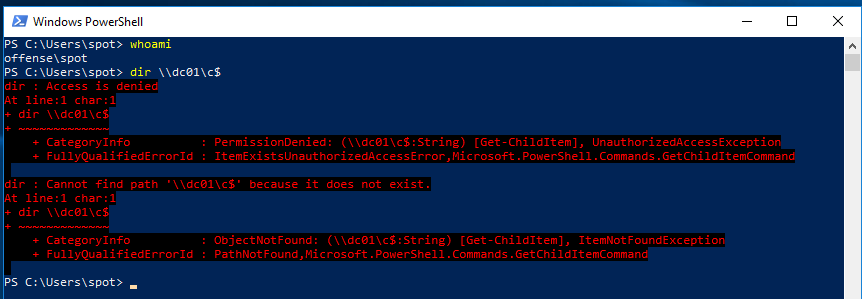 Windows PowerShell
PS C:\Users\spot> whoami
offense\spot
PS C:\Users\spot> dir \\dc01\c$
dir : Access is denied
At line:1 char:1
+ dir \\dc01\c$
+ ~~~~~~~~~~~~~
    + CategoryInfo          : PermissionDenied: (\\dc01\c$:String) [Get-ChildItem], UnauthorizedAccessException
    + FullyQualifiedErrorId : ItemExistsUnauthorizedAccessError,Microsoft.PowerShell.Commands.GetChildItemCommand
dir : Cannot find path '\\dc01\c$' because it does not exist.
At line:1 char:1
+ dir \\dc01\c$
+ ~~~~~~~~~~~~~
    + CategoryInfo          : ObjectNotFound: (\\dc01\c$:String) [Get-ChildItem], ItemNotFoundException
    + FullyQualifiedErrorId : PathNotFound,Microsoft.PowerShell.Commands.GetChildItemCommand
PS C:\Users\spot>